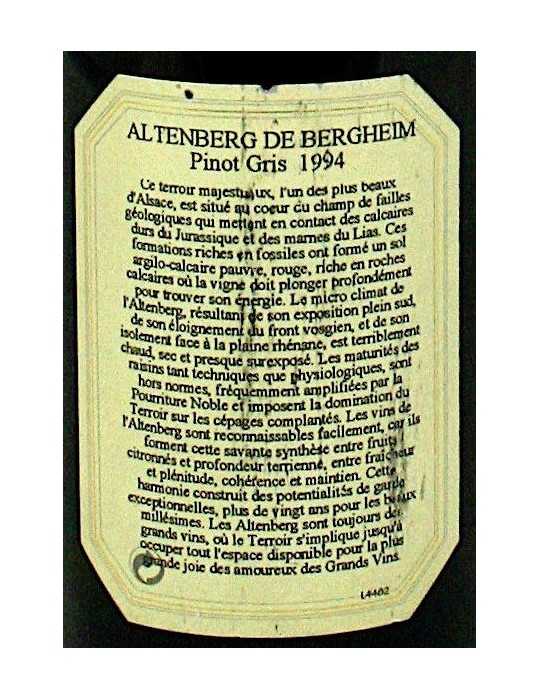 ALTENBERG DE BERGHEIM
Pinot Gris 1994
Ce terroir majestueux, l'un des plus beaux
d'Alsace, est situé au coeur du champ de failles
géologiques qui mettent en contact des calcaires
durs du Jurassique et des marnes du Lias. Ces
formations riches en fossiles ont formé un sol
argilo-calcaire pauvre, rouge, riche en roches
calcaires où la vigne doit plonger profondément
pour trouver son énergie. Le micro climat de
l'Altenberg, résultant de son exposition plein sud,
de son éloignement du front vosgien, et de son
isolement face à la plaine rhénane, est terriblement
chaud, sec et presque surexposé. Les maturités des
raisins tant techniques que physiologiques, sont
hors normes, fréquemment amplifiées par la
Pourriture Noble et imposent la domination du
Terroir sur les cépages complantés. Les vins de
l'Altenberg sont reconnaissables facilement, car ils
forment cette savante synthèse entre fruits
citronnés et profondeur terrienne, entre fraîcheur
et plénitude, cohérence et maintien. Cette
harmonie construit des potentialités de garde
exceptionnelles, plus de vingt ans pour les beaux
millésimes. Les Altenberg sont toujours des
grands vins, où le Terroir s'implique jusqu'à
occuper tout l'espace disponible pour la plus
grande joie des amoureux des Grands Vins.
L4402